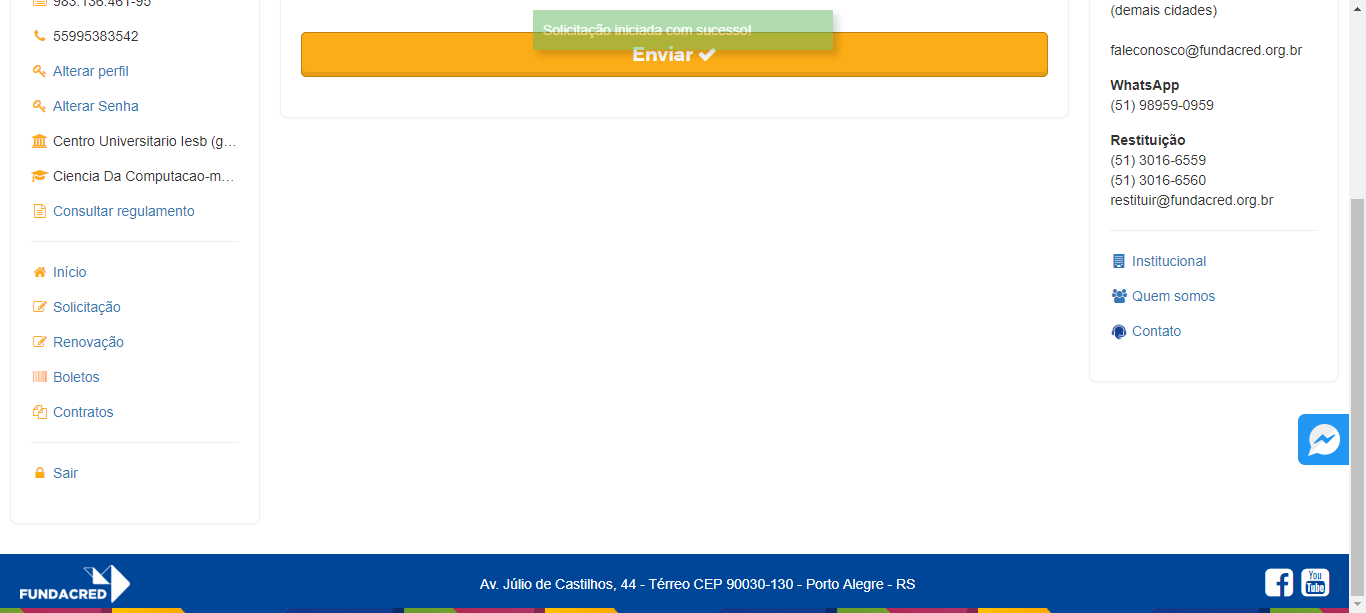 983.136.461-95
55995383542
Alterar perfil
Alterar Senha
Centro Universitario Iesb (g...
Ciencia Da Computacao-m...
Consultar regulamento
Início
Solicitação
Renovação
Boletos
Contratos
Sair
Solicitação iniciada com sucesso!
Enviar
(demais cidades)
faleconosco@fundacred.org.br
WhatsApp
(51) 98959-0959
Restituição
(51) 3016-6559
(51) 3016-6560
restituir@fundacred.org.br
Institucional
Quem somos
Contato
FUNDACRED
Av. Júlio de Castilhos, 44 - Térreo CEP 90030-130 - Porto Alegre - RS
You
Tube